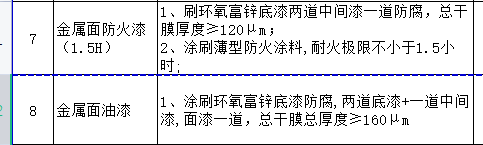 7
金属面防火漆
（1.5H）
1、刷环氧富锌底漆两道中间漆一道防腐，总干
膜厚度≥120μm；
2、涂刷薄型防火涂料,耐火极限不小于1.5小
时;
8
金属面油漆
1、涂刷环氧富锌底漆防腐,两道底漆+一道中间
漆,面漆一道，总干膜总厚度≥160μm